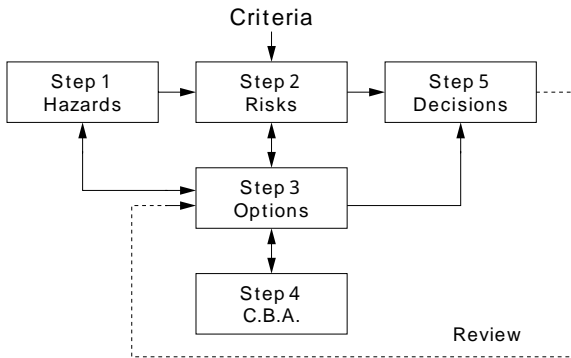 Criteria
Step 1
Hazards
Step 2
Risks
Step 5
Decisions
Step 3
Options
Step 4
C.B.A.
Review